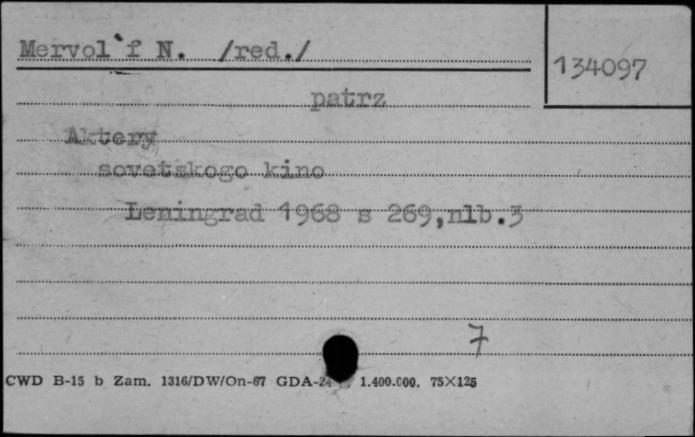 Mervol`f N. /red./
134097
patrz
Aktery
sovetskogo kino
Leningrad 1968 s 269,nlb.3
7
CWD B-15 b Zam. 1316/DW/On-67 GDA-24 1.400.000. 75X125